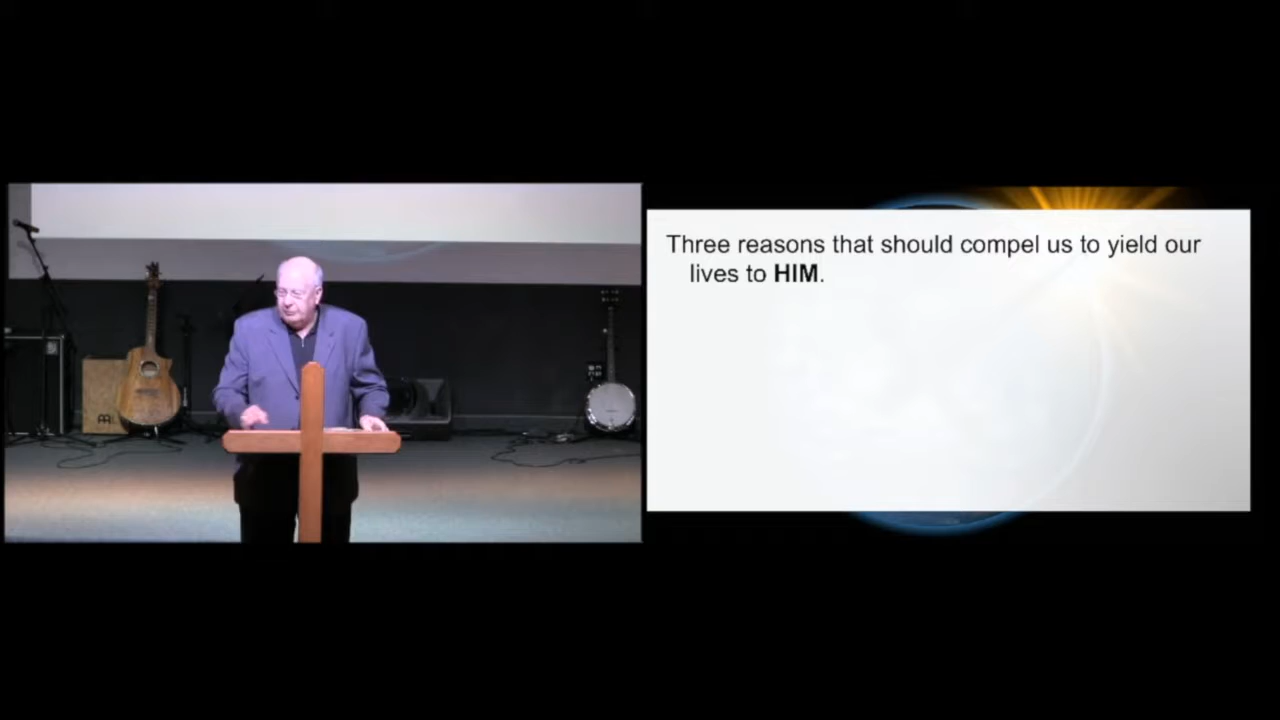 Three reasons that should compel us to yield our
lives to HIM.